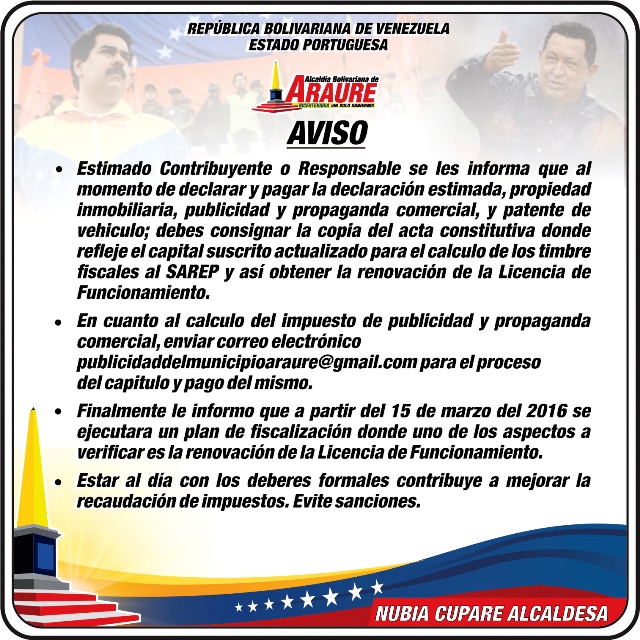 REPÚBLICA BOLIVARIANA DE VENEZUELA
ESTADO PORTUGUESA
Alcaldía Bolivariana de
ARAURE
BICENTENARIA, UN SOLO GOBIERNO!
AVISO
• Estimado Contribuyente o Responsable se les informa que al
momento de declarar y pagar la declaración estimada, propiedad
inmobiliaria, publicidad y propaganda comercial, y patente de
vehiculo; debes consignar la copia del acta constitutiva donde
refleje el capital suscrito actualizado para el calculo de los timbre
fiscales al SAREP y así obtener la renovación de la Licencia de
Funcionamiento.
• En cuanto al calculo del impuesto de publicidad y propaganda
comercial, enviar correo electrónico
publicidaddelmunicipioaraure@gmail.com para el proceso
del capitulo y pago del mismo.
• Finalmente le informo que a partir del 15 de marzo del 2016 se
ejecutara un plan de fiscalización donde uno de los aspectos a
verificar es la renovación de la Licencia de Funcionamiento.
• Estar al día con los deberes formales contribuye a mejorar la
recaudación de impuestos. Evite sanciones.
NUBIA CUPARE ALCALDESA